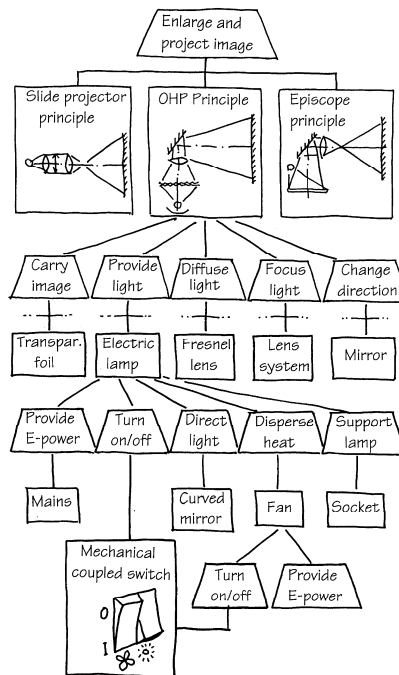 Enlarge and
project image
Slide projector
principle
OHP Principle
Episcope
principle
Carry
image
Provide
light
Diffuse
light
Focus
light
Change
direction
Transpar.
foil
Electric
lamp
Fresnel
lens
Lens
system
Mirror
Provide
E-power
Turn
on/off
Direct
light
Disperse
heat
Support
lamp
Mains
Curved
mirror
Fan
Socket
Mechanical
coupled switch
O
I
Turn
on/off
Provide
E-power